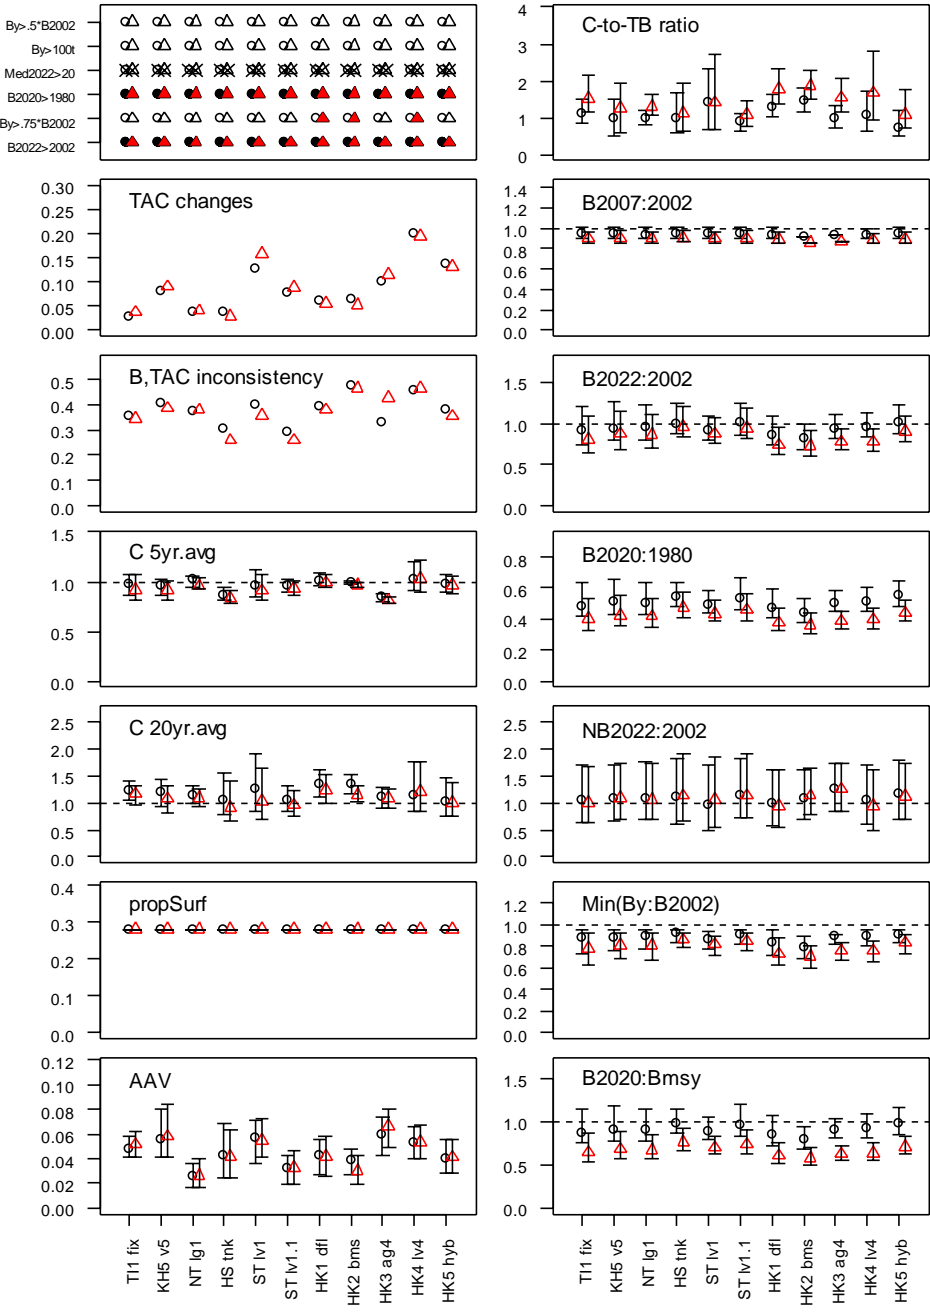 By>.5*B2002
By>100t
Med2022>20
B2020>1980
By>.75*B2002
B2022>2002
C-to-TB ratio
4
3
2
1
0
TAC changes
0.30
0.25
0.20
0.15
0.10
0.05
0.00
B2007:2002
1.4
1.2
1.0
0.8
0.6
0.4
0.2
0.0
B,TAC inconsistency
0.5
0.4
0.3
0.2
0.1
0.0
B2022:2002
1.5
1.0
0.5
0.0
C 5yr.avg
1.5
1.0
0.5
0.0
B2020:1980
0.8
0.6
0.4
0.2
0.0
C 20yr.avg
2.5
2.0
1.5
1.0
0.5
0.0
NB2022:2002
2.5
2.0
1.5
1.0
0.5
0.0
propSurf
0.4
0.3
0.2
0.1
0.0
Min(By:B2002)
1.2
1.0
0.8
0.6
0.4
0.2
0.0
AAV
0.12
0.10
0.08
0.06
0.04
0.02
0.00
B2020:Bmsy
1.5
1.0
0.5
0.0
TI1 fix
KH5 v5
NT lg1
HS tnk
ST lv1
ST lv1.1
HK1 dfl
HK2 bms
HK3 ag4
HK4 lv4
HK5 hyb
TI1 fix
KH5 v5
NT lg1
HS tnk
ST lv1
ST lv1.1
HK1 dfl
HK2 bms
HK3 ag4
HK4 lv4
HK5 hyb